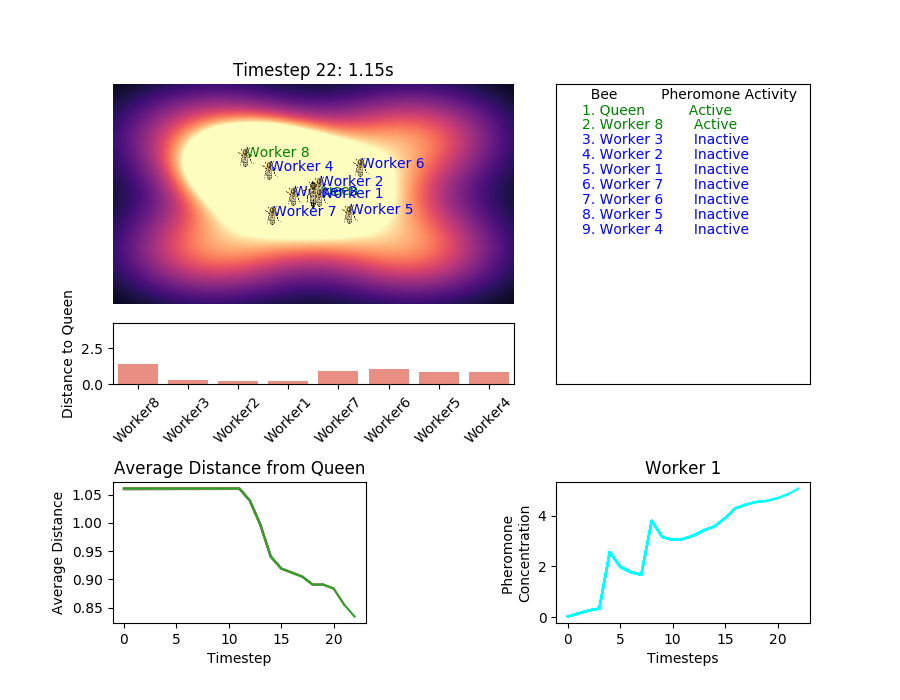 Timestep 22: 1.15s
Worker 8
Worker 4
Worker 6
Worker 2
Worker 1
Worker 7
Worker 5
Bee Pheromone Activity
1. Queen Active
2. Worker 8 Active
3. Worker 3 Inactive
4. Worker 2 Inactive
5. Worker 1 Inactive
6. Worker 7 Inactive
7. Worker 6 Inactive
8. Worker 5 Inactive
9. Worker 4 Inactive
Distance to Queen
2.5
0.0
Worker8
Worker3
Worker2
Worker1
Worker7
Worker6
Worker5
Worker4
Average Distance from Queen
Average Distance
1.05
1.00
0.95
0.90
0.85
0 5 10 15 20
Timestep
Worker 1
Pheromone
Concentration
4
2
0
0 5 10 15 20
Timesteps